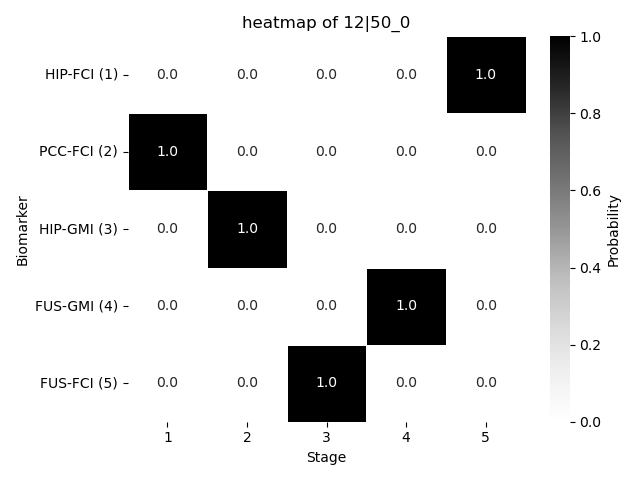 heatmap of 12|50_0
HIP-FCI (1) 0.0 0.0 0.0 0.0 1.0
PCC-FCI (2) 1.0 0.0 0.0 0.0 0.0
HIP-GMI (3) 0.0 1.0 0.0 0.0 0.0
FUS-GMI (4) 0.0 0.0 0.0 1.0 0.0
FUS-FCI (5) 0.0 0.0 1.0 0.0 0.0
1 2 3 4 5
Stage
Biomarker
1.0
0.8
0.6
0.4
0.2
0.0
Probability